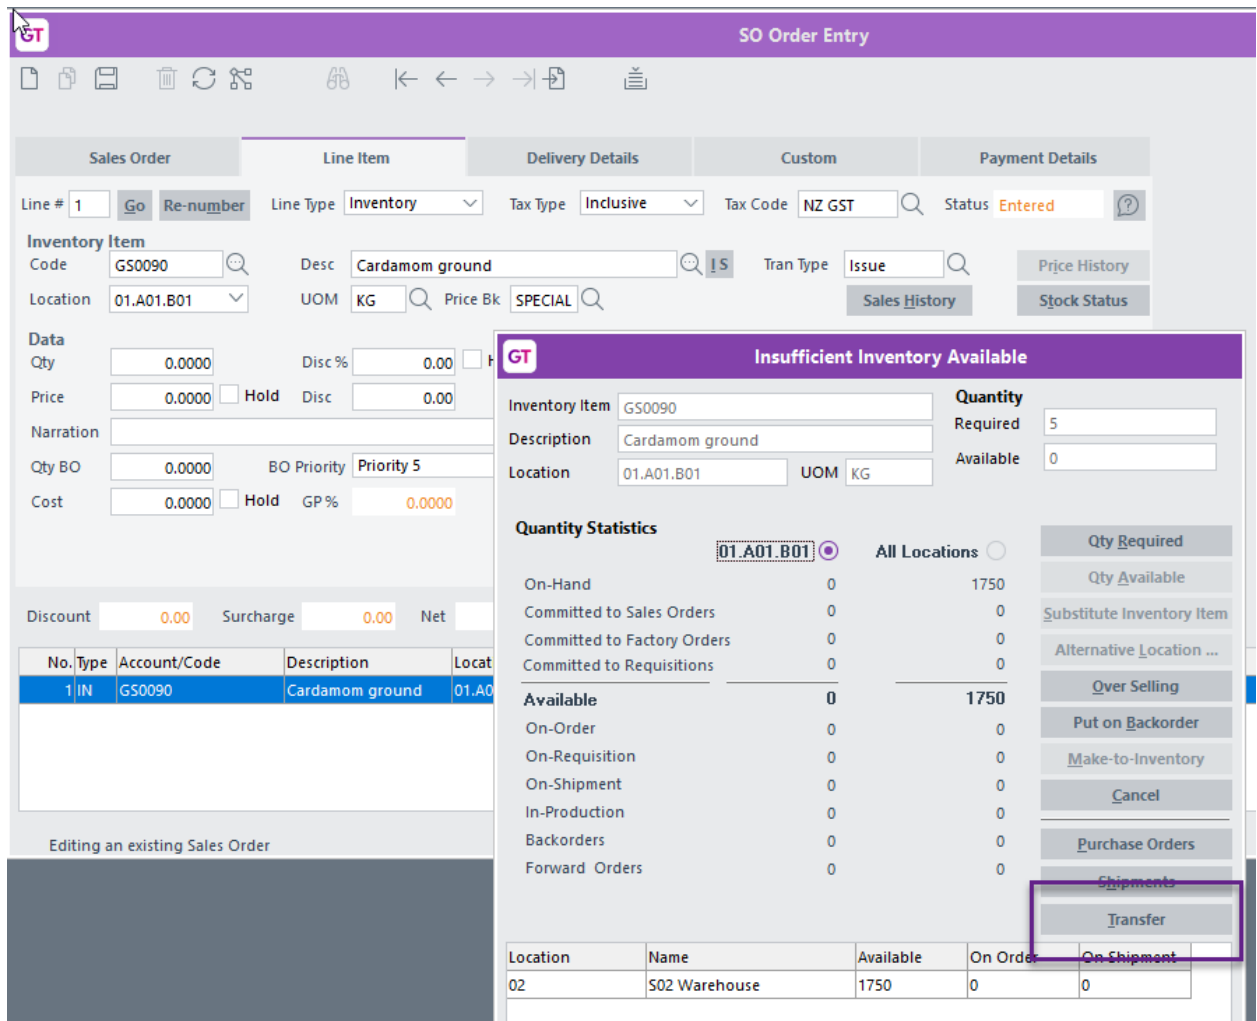 GT SO Order Entry
Sales Order Line Item Delivery Details Custom Payment Details
Line # 1 Go Re-number Line Type Inventory Tax Type Inclusive Tax Code NZ GST Status Entered
Inventory Item
Code GS0090 Desc Cardamom ground I S Tran Type Issue Price History
Location 01.A01.B01 UOM KG Price Bk SPECIAL Sales History Stock Status
Data
Qty 0.0000 Disc % 0.00 H
Price 0.0000 Hold Disc 0.00
Narration
Qty BO 0.0000 BO Priority Priority 5
Cost 0.0000 Hold GP % 0.0000
Discount 0.00 Surcharge 0.00 Net
No. Type Account/Code Description Locat
1 IN GS0090 Cardamom ground 01.A0
Editing an existing Sales Order
GT Insufficient Inventory Available
Inventory Item GS0090 Quantity
Required 5
Description Cardamom ground
Available 0
Location 01.A01.B01 UOM KG
Quantity Statistics
01.A01.B01 All Locations
On-Hand 0 1750
Committed to Sales Orders 0 0
Committed to Factory Orders 0 0
Committed to Requisitions 0 0
Available 0 1750
On-Order 0 0
On-Requisition 0 0
On-Shipment 0 0
In-Production 0 0
Backorders 0 0
Forward Orders 0 0
Qty Required
Qty Available
Substitute Inventory Item
Alternative Location ...
Over Selling
Put on Backorder
Make-to-Inventory
Cancel
Purchase Orders
Shipments
Transfer
Location Name Available On Order On Shipment
02 S02 Warehouse 1750 0 0